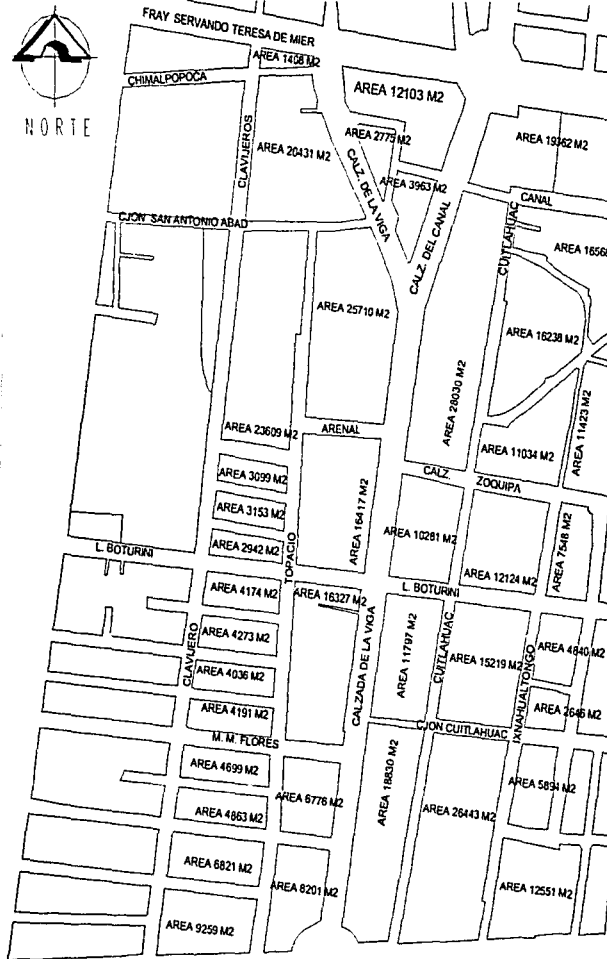 FRAY SERVANDO TERESA DE MIER
AREA 1408 M2
CHIMALPOPOCA
AREA 12103 M2
NORTE
CLAVIJEROS
AREA 20431 M2
AREA 2775 M2
AREA 19362 M2
CALZ. DE LA VIGA
AREA 3963 M2
CANAL
CJON SAN ANTONIO ABAD
CALZ. DEL CANAL
CUITLAHUAC
AREA 1656
AREA 25710 M2
AREA 16238 M2
AREA 28030 M2
AREA 11423 M2
AREA 23609 M2
ARENAL
AREA 11034 M2
AREA 3099 M2
CALZ. ZOQUIPA
AREA 3153 M2
AREA 16417 M2
AREA 10281 M2
AREA 7548 M2
L. BOTURINI
AREA 2942 M2
TOPACIO
AREA 12124 M2
AREA 4174 M2
AREA 16327 M2
L. BOTURINI
CLAVIJERO
AREA 4273 M2
CALZADA DE LA VIGA
AREA 11797 M2
CUITLAHUAC
AREA 15219 M2
IXNAHUALTONGO
AREA 4840 M2
AREA 4036 M2
AREA 4191 M2
AREA 2646 M2
M. M. FLORES
CJON CUITLAHUAC
AREA 4699 M2
AREA 6776 M2
AREA 18830 M2
AREA 26443 M2
AREA 5894 M2
AREA 4863 M2
AREA 6821 M2
AREA 8201 M2
AREA 12551 M2
AREA 9259 M2